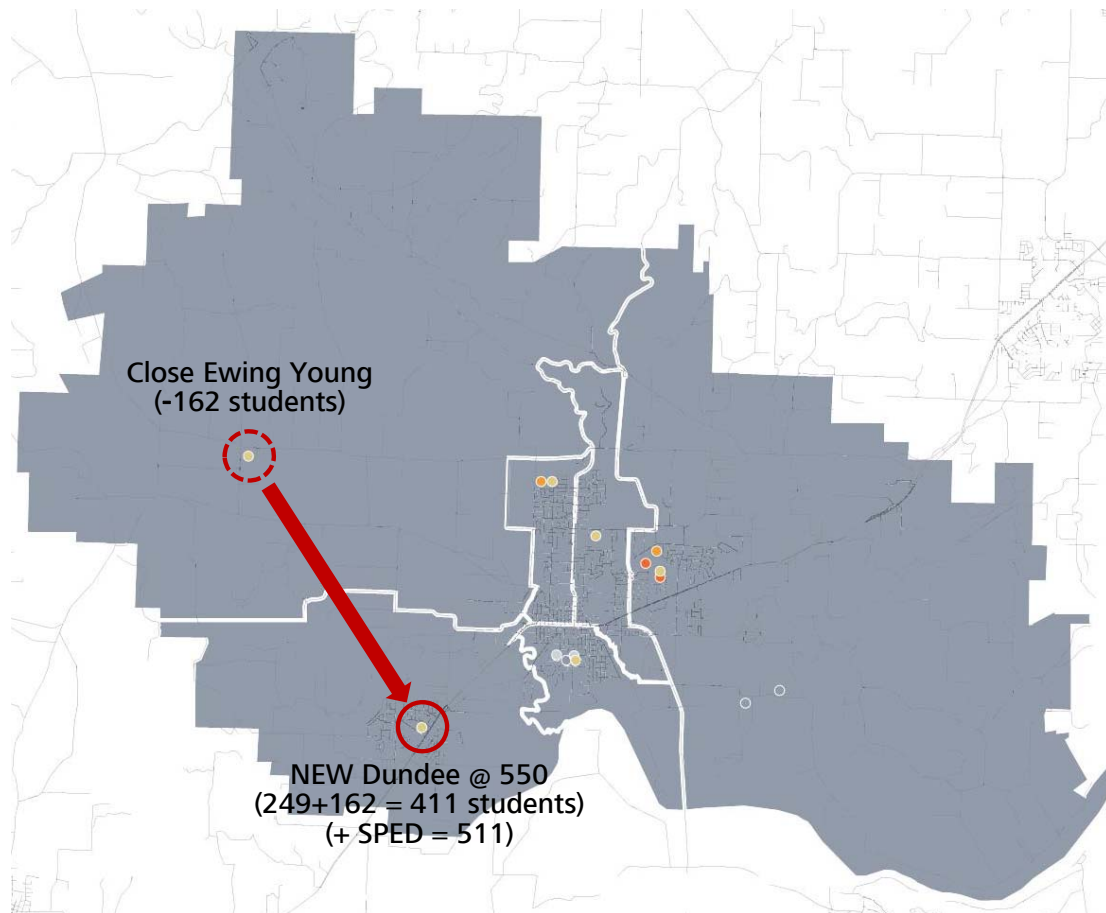 Close Ewing Young
(-162 students)
NEW Dundee @ 550
(249+162 = 411 students)
(+ SPED = 511)